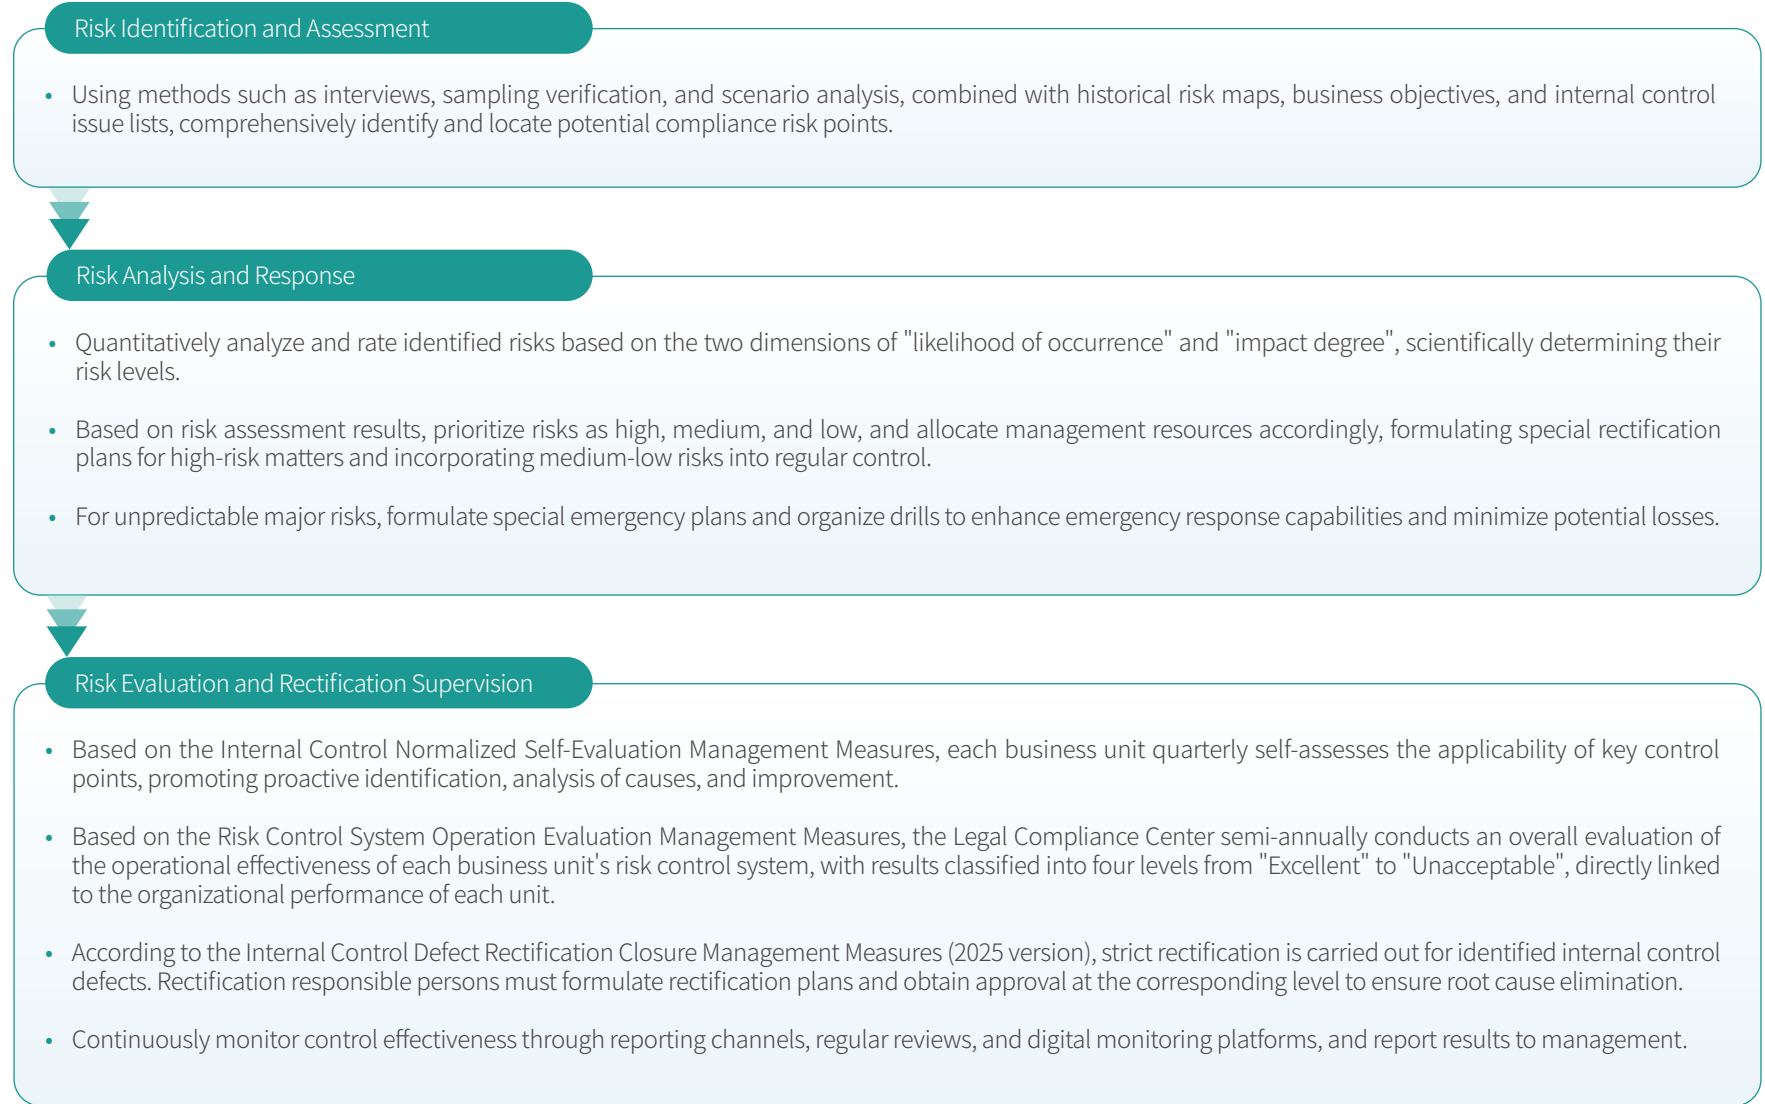 Risk Identification and Assessment
• Using methods such as interviews, sampling verification, and scenario analysis, combined with historical risk maps, business objectives, and internal control
issue lists, comprehensively identify and locate potential compliance risk points.
Risk Analysis and Response
• Quantitatively analyze and rate identified risks based on the two dimensions of "likelihood of occurrence" and "impact degree", scientifically determining their
risk levels.
• Based on risk assessment results, prioritize risks as high, medium, and low, and allocate management resources accordingly, formulating special rectification
plans for high-risk matters and incorporating medium-low risks into regular control.
• For unpredictable major risks, formulate special emergency plans and organize drills to enhance emergency response capabilities and minimize potential losses.
Risk Evaluation and Rectification Supervision
• Based on the Internal Control Normalized Self-Evaluation Management Measures, each business unit quarterly self-assesses the applicability of key control
points, promoting proactive identification, analysis of causes, and improvement.
• Based on the Risk Control System Operation Evaluation Management Measures, the Legal Compliance Center semi-annually conducts an overall evaluation of
the operational effectiveness of each business unit's risk control system, with results classified into four levels from "Excellent" to "Unacceptable", directly linked
to the organizational performance of each unit.
• According to the Internal Control Defect Rectification Closure Management Measures (2025 version), strict rectification is carried out for identified internal control
defects. Rectification responsible persons must formulate rectification plans and obtain approval at the corresponding level to ensure root cause elimination.
• Continuously monitor control effectiveness through reporting channels, regular reviews, and digital monitoring platforms, and report results to management.